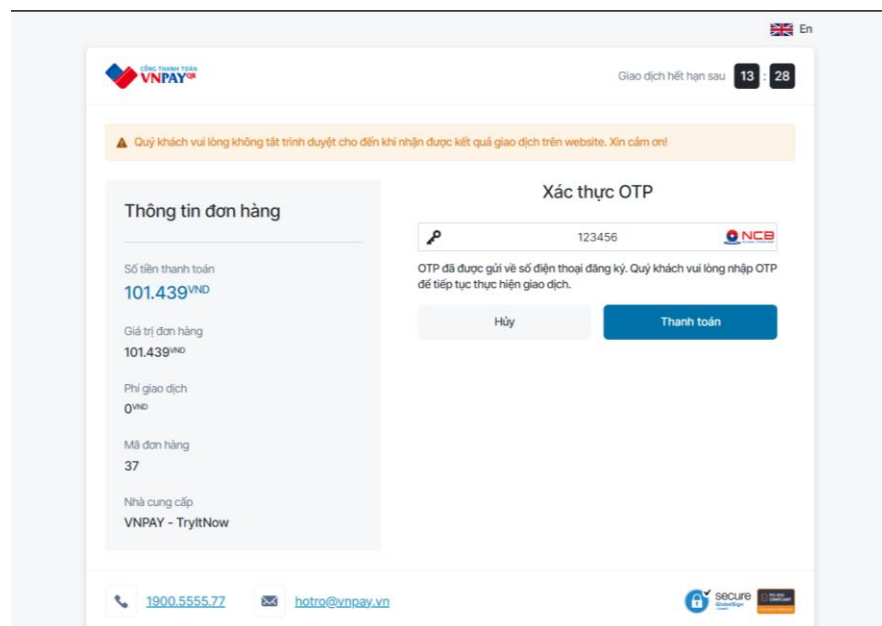 En
CỔNG THANH TOÁN
VNPAYQR
Giao dịch hết hạn sau 13 : 28
Quý khách vui lòng không tắt trình duyệt cho đến khi nhận được kết quả giao dịch trên website. Xin cảm ơn!
Thông tin đơn hàng
Số tiền thanh toán
101.439VND
Giá trị đơn hàng
101.439VND
Phí giao dịch
0VND
Mã đơn hàng
37
Nhà cung cấp
VNPAY - TryItNow
Xác thực OTP
123456
NCB
OTP đã được gửi về số điện thoại đăng ký. Quý khách vui lòng nhập OTP
để tiếp tục thực hiện giao dịch.
Hủy
Thanh toán
1900.5555.77
hotro@vnpay.vn
secure
GlobalSign